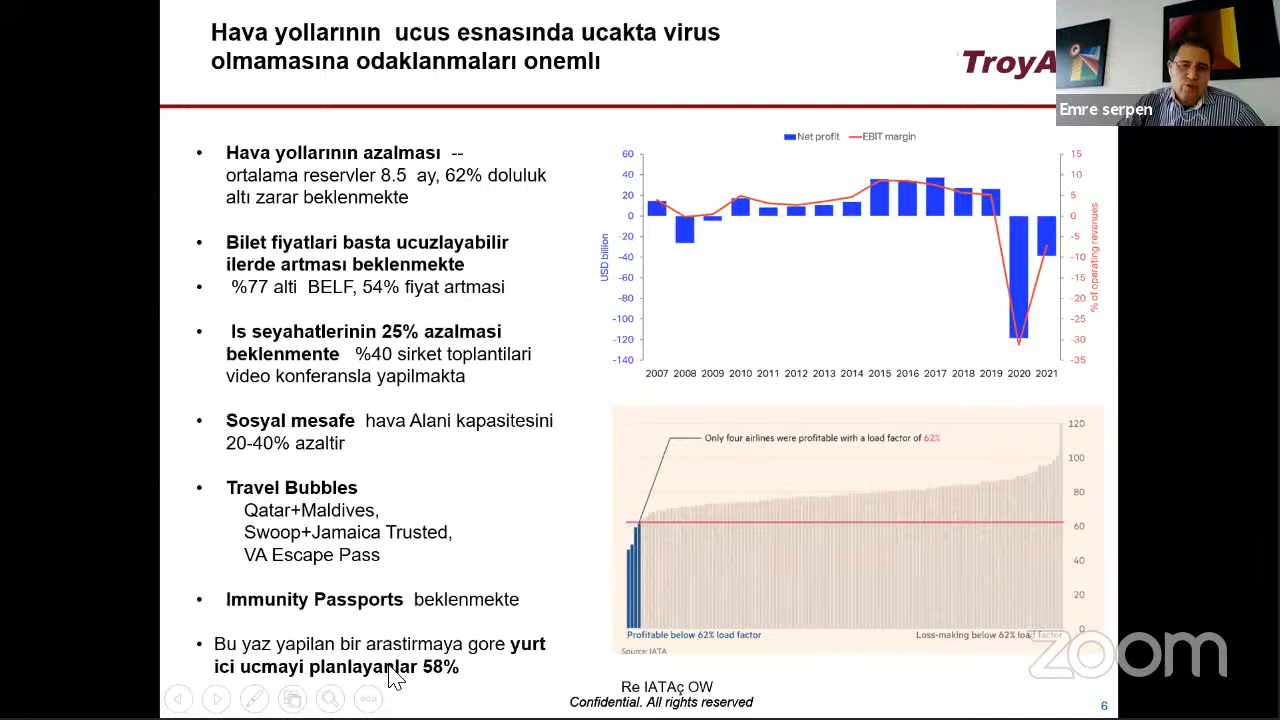 Hava yollarının ucus esnasında ucakta virus
olmamasına odaklanmaları onemlı
TroyA
Emre serpen
• Hava yollarının azalması --
ortalama reservler 8.5 ay, 62% doluluk
altı zarar beklenmekte
• Bilet fiyatlari basta ucuzlayabilir
ilerde artması beklenmekte
• %77 alti BELF, 54% fiyat artmasi
• Is seyahatlerinin 25% azalmasi
beklenmente %40 sirket toplantilari
video konferansla yapilmakta
• Sosyal mesafe hava Alani kapasitesini
20-40% azaltir
• Travel Bubbles
Qatar+Maldives,
Swoop+Jamaica Trusted,
VA Escape Pass
• Immunity Passports beklenmekte
• Bu yaz yapilan bir arastirmaya gore yurt
ici ucmayi planlayanlar 58%
Net profit EBIT margin
60 15
40 10
20 5
0 0
-20 -5
-40 -10
-60 -15
-80 -20
-100 -25
-120 -30
-140 -35
USD billion
% of operating revenues
2007 2008 2009 2010 2011 2012 2013 2014 2015 2016 2017 2018 2019 2020 2021
Only four airlines were profitable with a load factor of 62%
120
100
80
60
40
20
0
Profitable below 62% load factor Loss-making below 62% load factor
Source: IATA
zoom
Re IATAç OW
Confidential. All rights reserved
6